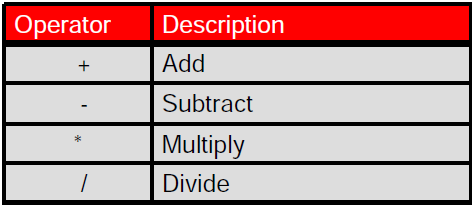 Operator Description
+ Add
- Subtract
* Multiply
/ Divide